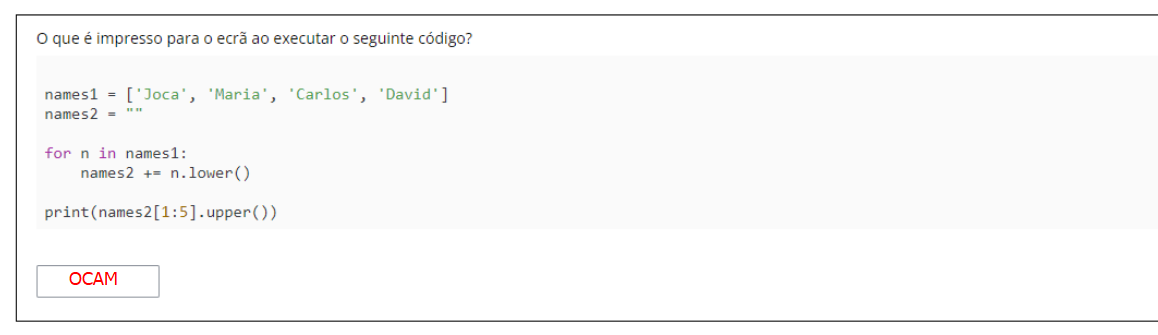 O que é impresso para o ecrã ao executar o seguinte código?
names1 = ['Joca', 'Maria', 'Carlos', 'David']
names2 = ""
for n in names1:
    names2 += n.lower()
print(names2[1:5].upper())
OCAM